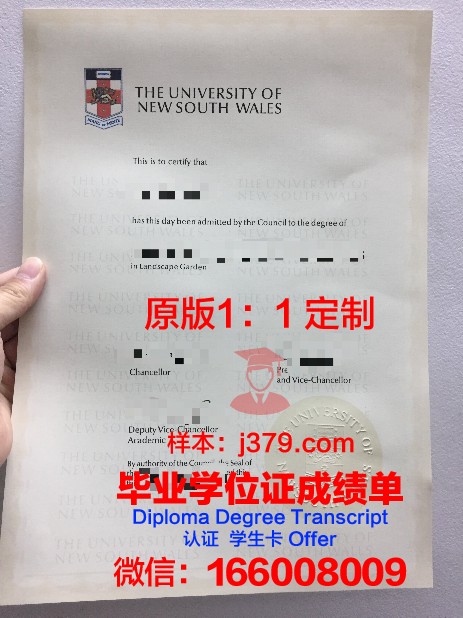 THE UNIVERSITY OF
NEW SOUTH WALES
This is to certify that
has this day been admitted by the Council to the degree of
in Landscape Garden
原版1：1 定制
Chancellor
Pre
and Vice-Chancellor
Deputy Vice-Chancellor
Academic
样本：j379.com
By authority of the Council, the Seal of
毕业学位证成绩单
Diploma Degree Transcript
认证 学生卡 Offer
微信：166008009